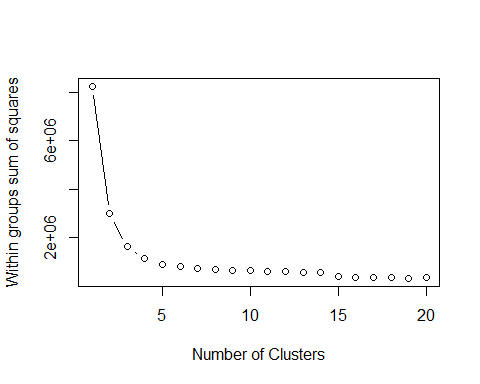 Within groups sum of squares
6e+06
2e+06
5
10
15
20
Number of Clusters